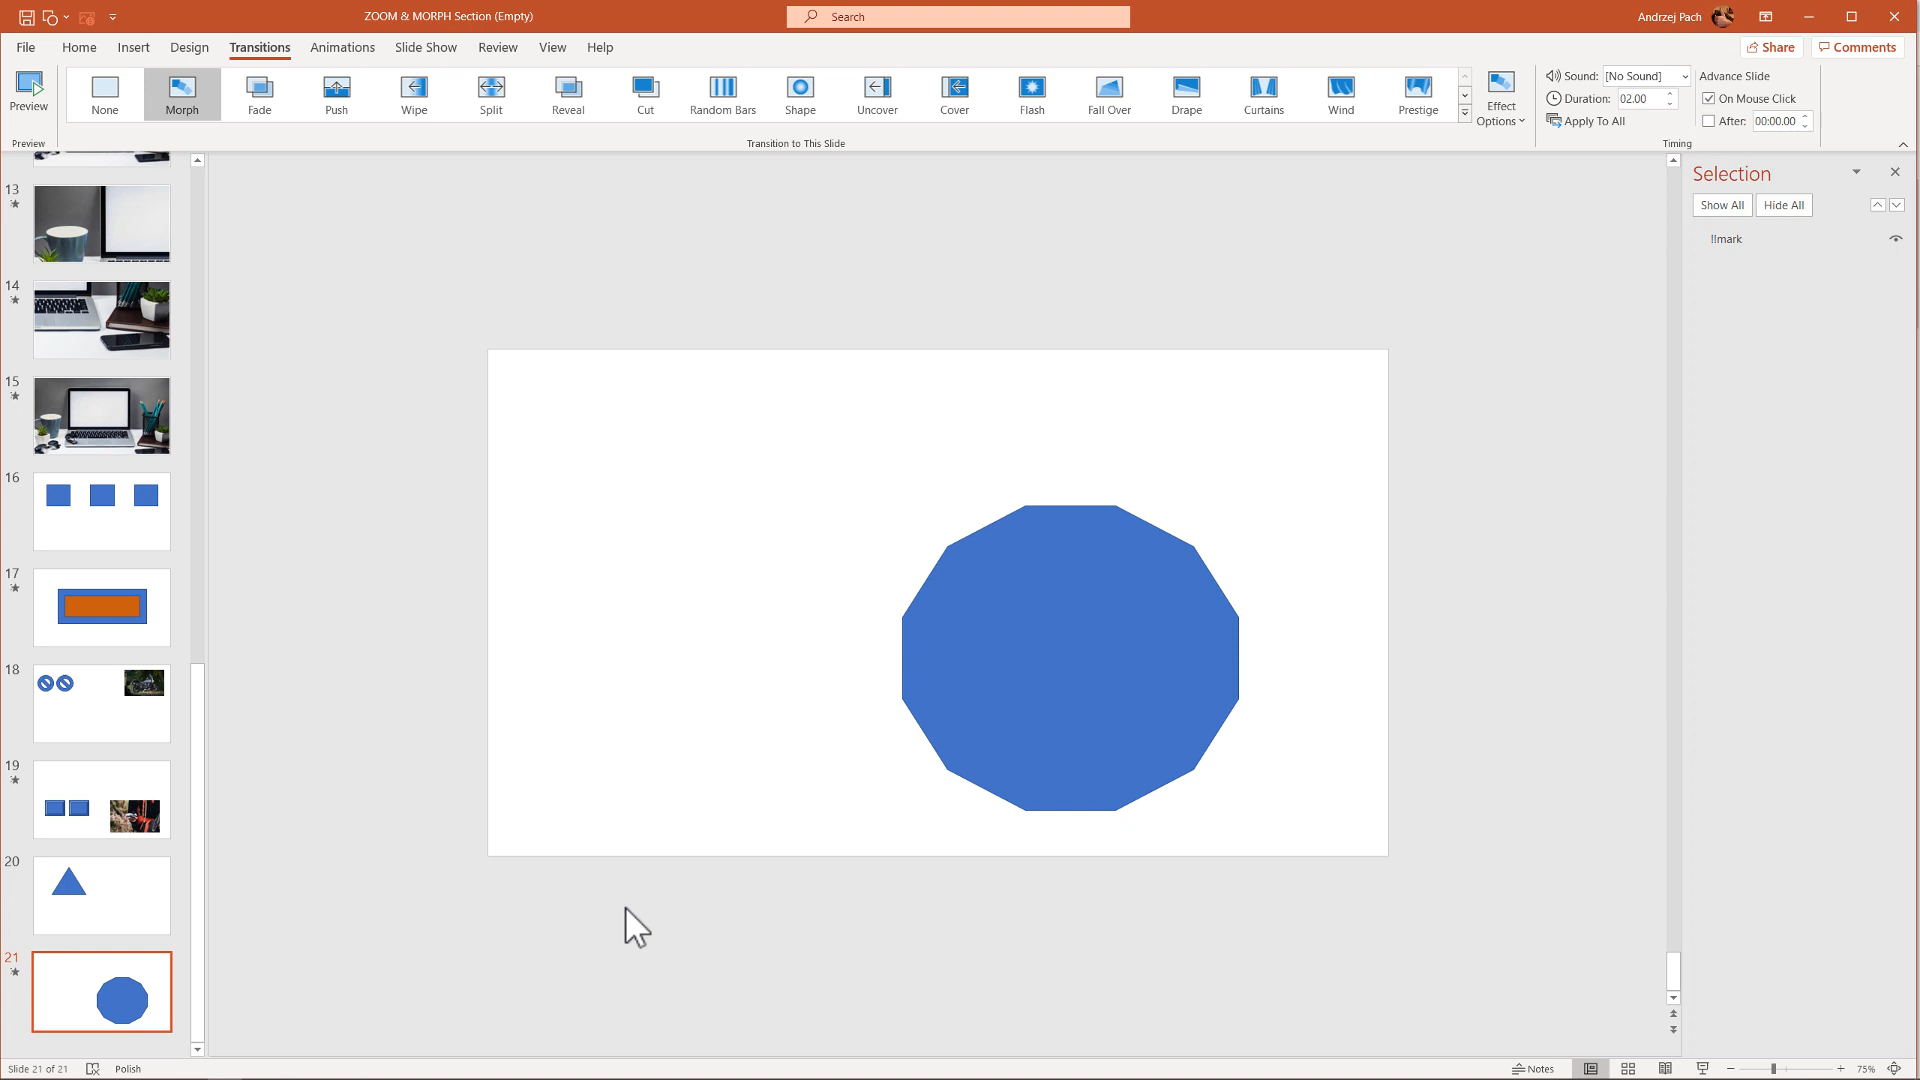 ZOOM & MORPH Section (Empty)
Search
Andrzej Pach
File Home Insert Design Transitions Animations Slide Show Review View Help
Share Comments
Preview
None Morph Fade Push Wipe Split Reveal Cut Random Bars Shape Uncover Cover Flash Fall Over Drape Curtains Wind Prestige
Effect Options
Sound: [No Sound]
Duration: 02.00
Apply To All
Advance Slide
On Mouse Click
After: 00:00.00
Preview
Transition to This Slide
Timing
13
14
15
16
17
18
19
20
21
Selection
Show All Hide All
!!mark
Slide 21 of 21 Polish
Notes
75%